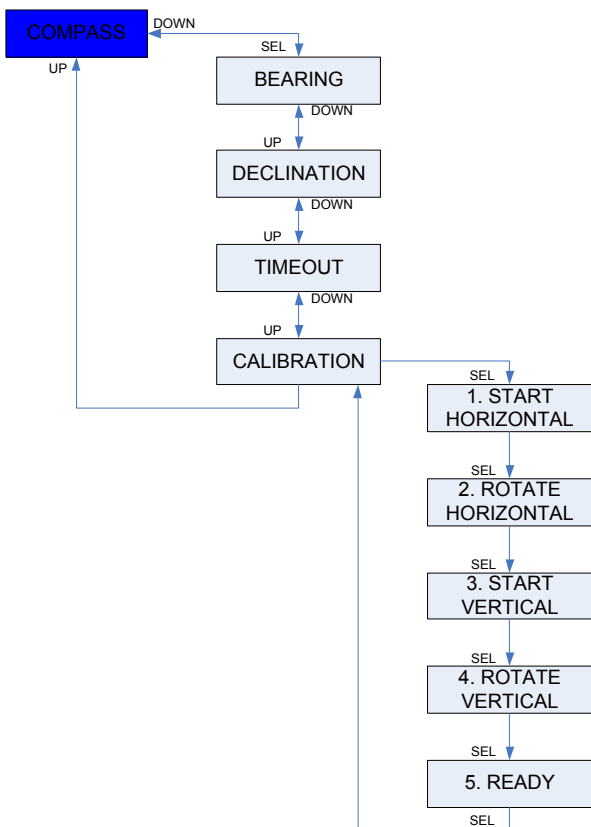 COMPASS
DOWN
SEL
UP
BEARING
DOWN
UP
DECLINATION
DOWN
UP
TIMEOUT
DOWN
UP
CALIBRATION
SEL
1. START
HORIZONTAL
SEL
2. ROTATE
HORIZONTAL
SEL
3. START
VERTICAL
SEL
4. ROTATE
VERTICAL
SEL
5. READY
SEL